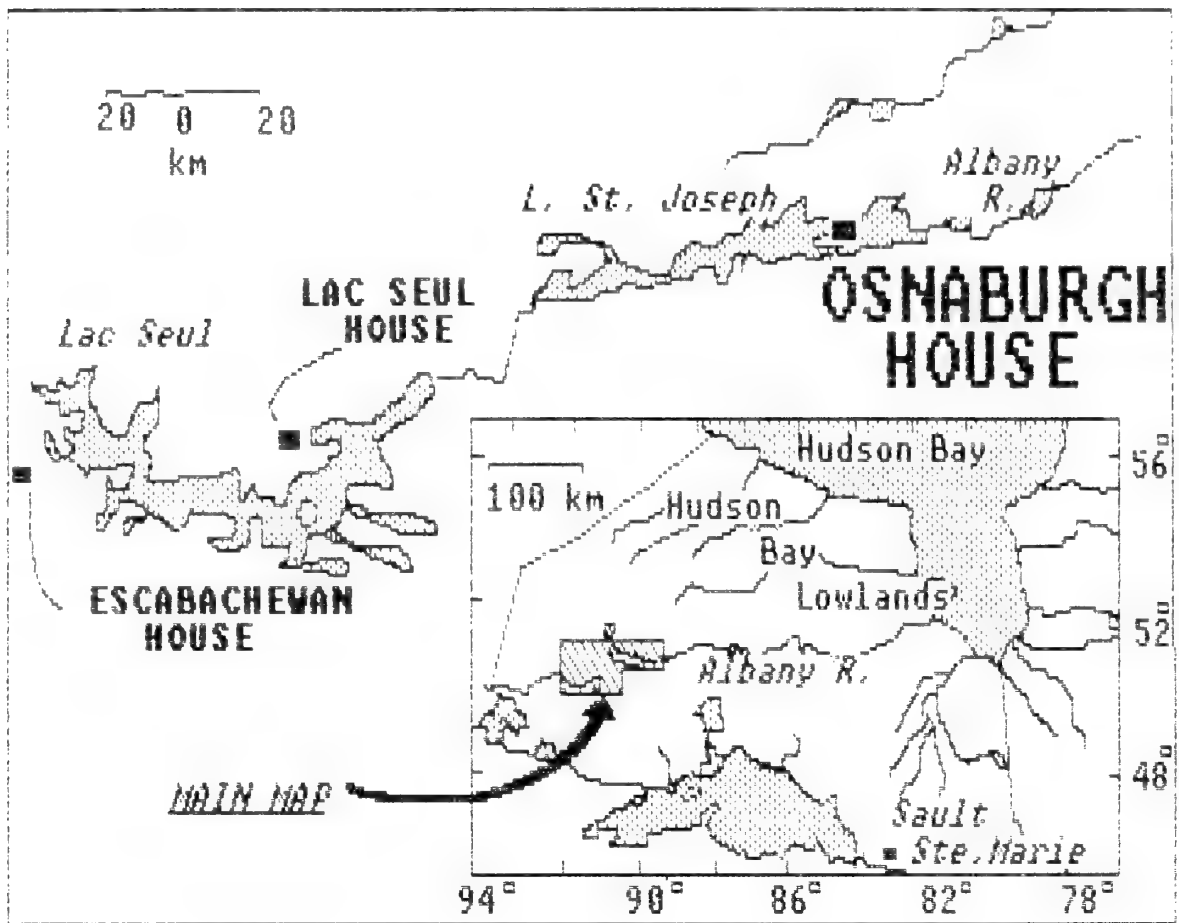 20 0 20
km
L. St. Joseph
Albany
R.
LAC SEUL
HOUSE
Lac Seul
OSNABURGH
HOUSE
ESCABACHEWAN
HOUSE
100 km
Hudson Bay
Hudson
Bay
Lowlands
Albany R.
MAIN MAP
Sault
Ste.Marie
56°
52°
48°
94° 90° 86° 82° 78°